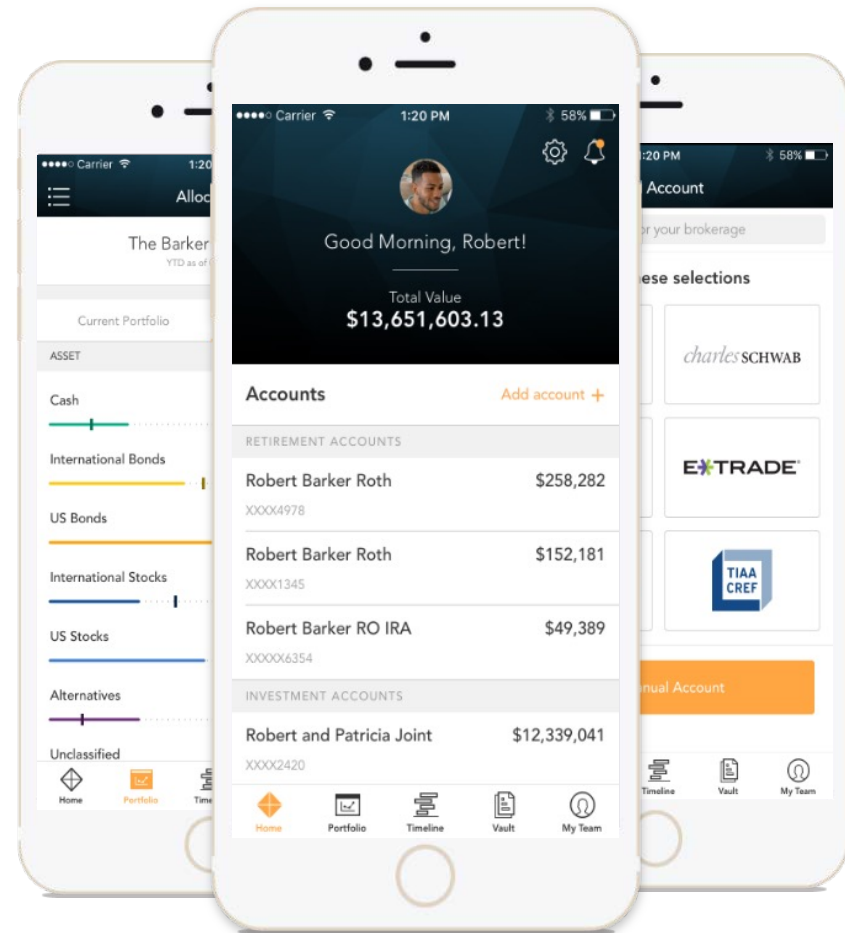 Carrier 1:20
Alloc
The Barker
YTD as of
Current Portfolio
ASSET
Cash
International Bonds
US Bonds
International Stocks
US Stocks
Alternatives
Unclassified
Home Portfolio Time
Carrier 1:20 PM 58%
Good Morning, Robert!
Total Value
$13,651,603.13
Accounts Add account +
RETIREMENT ACCOUNTS
Robert Barker Roth $258,282
XXXX4978
Robert Barker Roth $152,181
XXXX1345
Robert Barker RO IRA $49,389
XXXXX6354
INVESTMENT ACCOUNTS
Robert and Patricia Joint $12,339,041
XXXX2420
Home Portfolio Timeline Vault My Team
:20 PM 58%
Account
or your brokerage
ese selections
charles SCHWAB
E*TRADE
TIAA
CREF
nual Account
Timeline Vault My Team